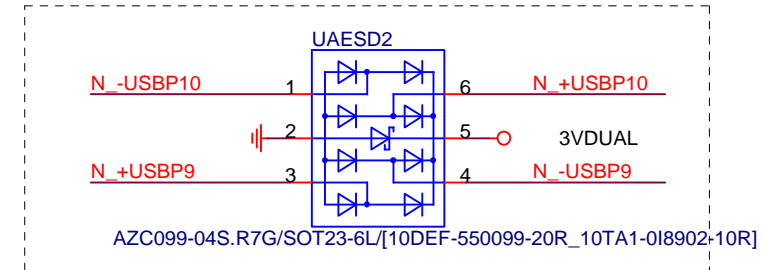 UAESD2
N_-USBP10 1 6 N_+USBP10
2 5 3VDUAL
N_+USBP9 3 4 N_-USBP9
AZC099-04S.R7G/SOT23-6L/[10DEF-550099-20R_10TA1-0I8902-10R]